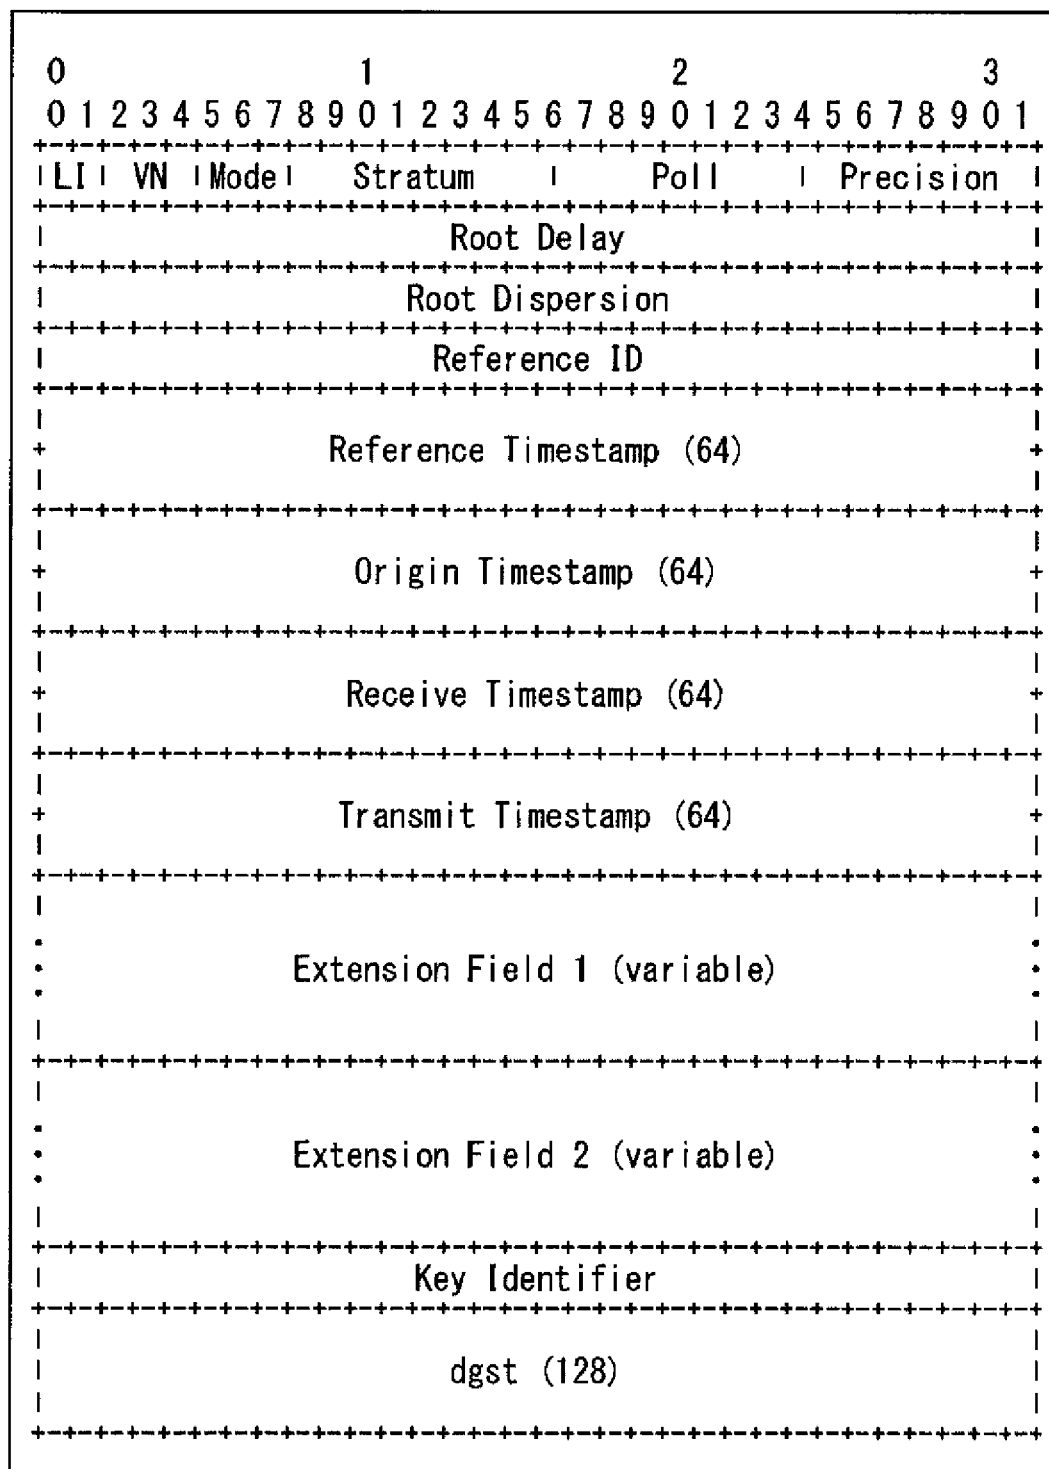 0 1 2 3
0 1 2 3 4 5 6 7 8 9 0 1 2 3 4 5 6 7 8 9 0 1 2 3 4 5 6 7 8 9 0 1
+-+-+-+-+-+-+-+-+-+-+-+-+-+-+-+-+-+-+-+-+-+-+-+-+-+-+-+-+-+-+-+-+
|LI| VN |Mode| Stratum | Poll | Precision |
+-+-+-+-+-+-+-+-+-+-+-+-+-+-+-+-+-+-+-+-+-+-+-+-+-+-+-+-+-+-+-+-+
| Root Delay |
+-+-+-+-+-+-+-+-+-+-+-+-+-+-+-+-+-+-+-+-+-+-+-+-+-+-+-+-+-+-+-+-+
| Root Dispersion |
+-+-+-+-+-+-+-+-+-+-+-+-+-+-+-+-+-+-+-+-+-+-+-+-+-+-+-+-+-+-+-+-+
| Reference ID |
+-+-+-+-+-+-+-+-+-+-+-+-+-+-+-+-+-+-+-+-+-+-+-+-+-+-+-+-+-+-+-+-+
| |
+ Reference Timestamp (64) +
| |
+-+-+-+-+-+-+-+-+-+-+-+-+-+-+-+-+-+-+-+-+-+-+-+-+-+-+-+-+-+-+-+-+
| |
+ Origin Timestamp (64) +
| |
+-+-+-+-+-+-+-+-+-+-+-+-+-+-+-+-+-+-+-+-+-+-+-+-+-+-+-+-+-+-+-+-+
| |
+ Receive Timestamp (64) +
| |
+-+-+-+-+-+-+-+-+-+-+-+-+-+-+-+-+-+-+-+-+-+-+-+-+-+-+-+-+-+-+-+-+
| |
+ Transmit Timestamp (64) +
| |
+-+-+-+-+-+-+-+-+-+-+-+-+-+-+-+-+-+-+-+-+-+-+-+-+-+-+-+-+-+-+-+-+
| |
. .
. Extension Field 1 (variable) .
. .
| |
+-+-+-+-+-+-+-+-+-+-+-+-+-+-+-+-+-+-+-+-+-+-+-+-+-+-+-+-+-+-+-+-+
| |
. .
. Extension Field 2 (variable) .
. .
| |
+-+-+-+-+-+-+-+-+-+-+-+-+-+-+-+-+-+-+-+-+-+-+-+-+-+-+-+-+-+-+-+-+
| Key Identifier |
+-+-+-+-+-+-+-+-+-+-+-+-+-+-+-+-+-+-+-+-+-+-+-+-+-+-+-+-+-+-+-+-+
| |
| dgst (128) |
| |
+-+-+-+-+-+-+-+-+-+-+-+-+-+-+-+-+-+-+-+-+-+-+-+-+-+-+-+-+-+-+-+-+